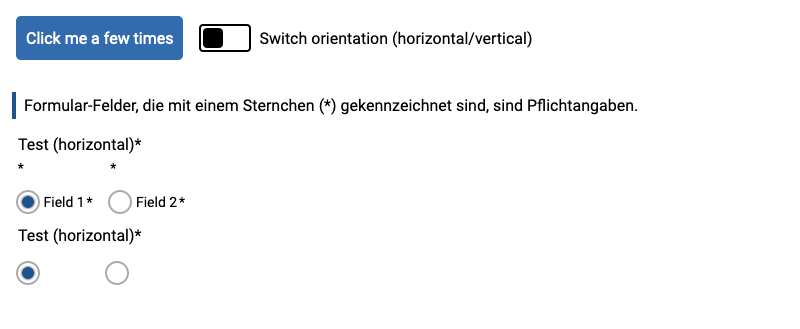 Click me a few times Switch orientation (horizontal/vertical)
Formular-Felder, die mit einem Sternchen (*) gekennzeichnet sind, sind Pflichtangaben.
Test (horizontal)*
* *
Field 1* Field 2*
Test (horizontal)*